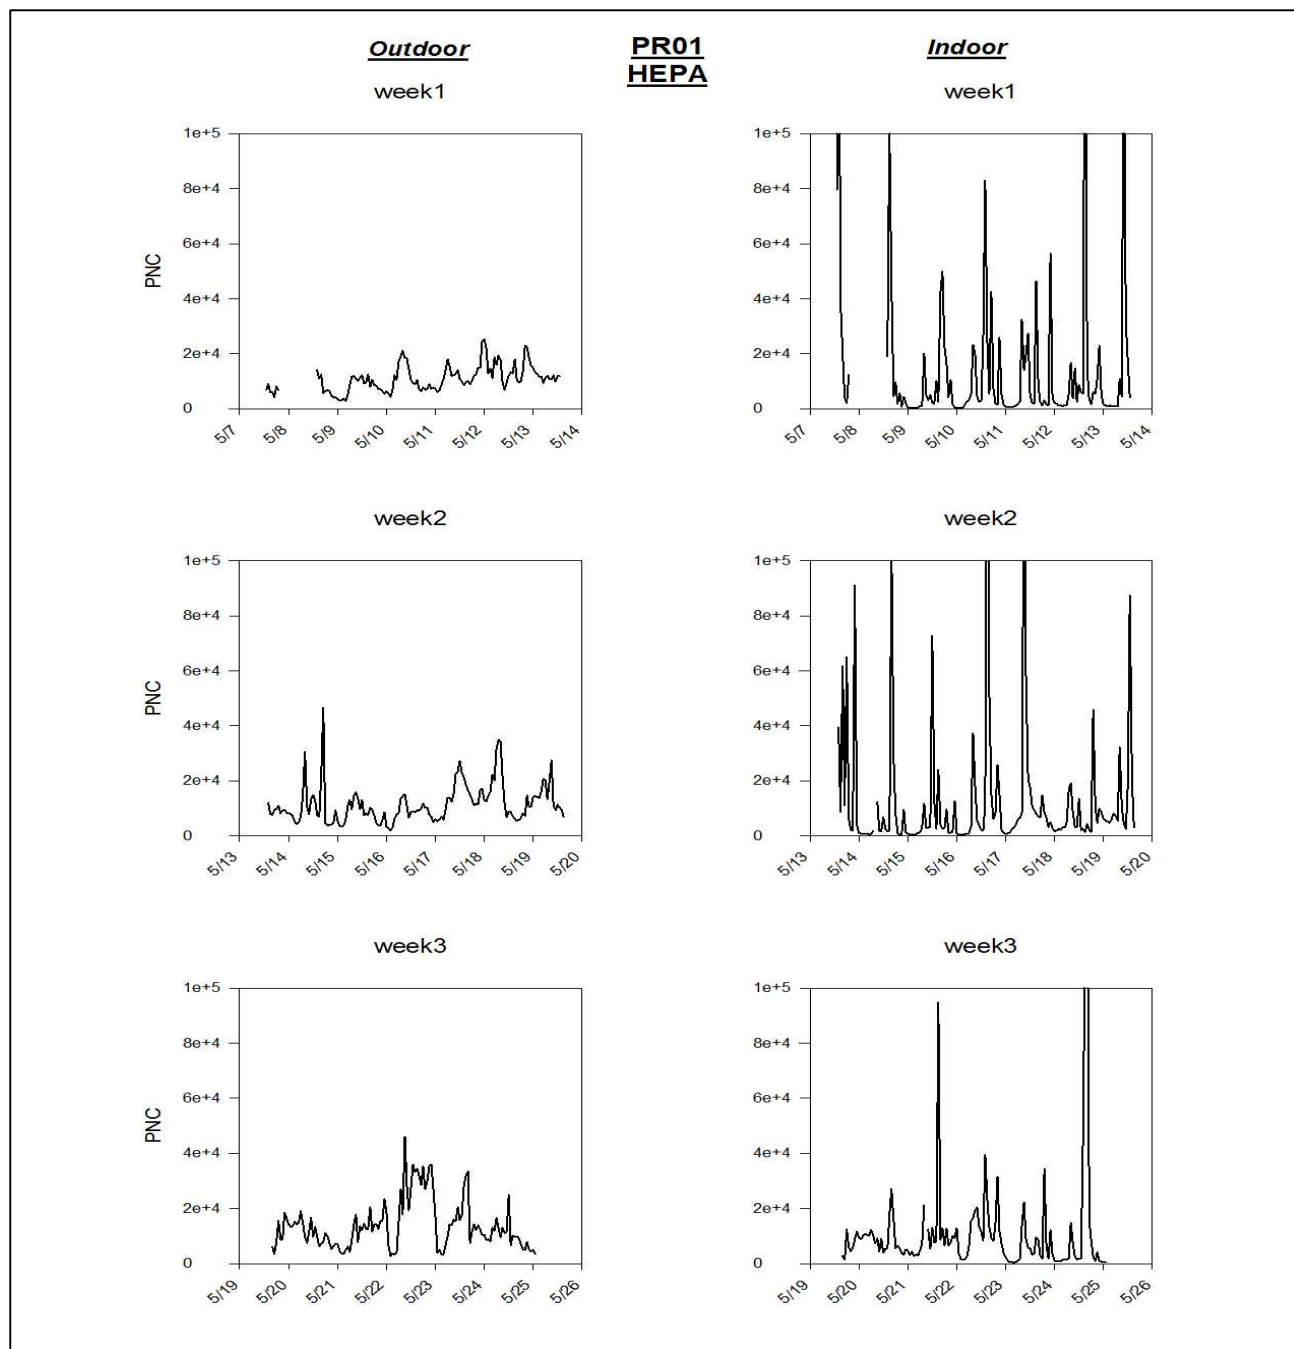 Outdoor
PR01
HEPA
Indoor
week1
week1
1e+5
8e+4
6e+4
4e+4
2e+4
0
PNC
5/7
5/8
5/9
5/10
5/11
5/12
5/13
5/14
1e+5
8e+4
6e+4
4e+4
2e+4
0
5/7
5/8
5/9
5/10
5/11
5/12
5/13
5/14
week2
week2
1e+5
8e+4
6e+4
4e+4
2e+4
0
PNC
5/13
5/14
5/15
5/16
5/17
5/18
5/19
5/20
1e+5
8e+4
6e+4
4e+4
2e+4
0
5/13
5/14
5/15
5/16
5/17
5/18
5/19
5/20
week3
week3
1e+5
8e+4
6e+4
4e+4
2e+4
0
PNC
5/19
5/20
5/21
5/22
5/23
5/24
5/25
5/26
1e+5
8e+4
6e+4
4e+4
2e+4
0
5/19
5/20
5/21
5/22
5/23
5/24
5/25
5/26